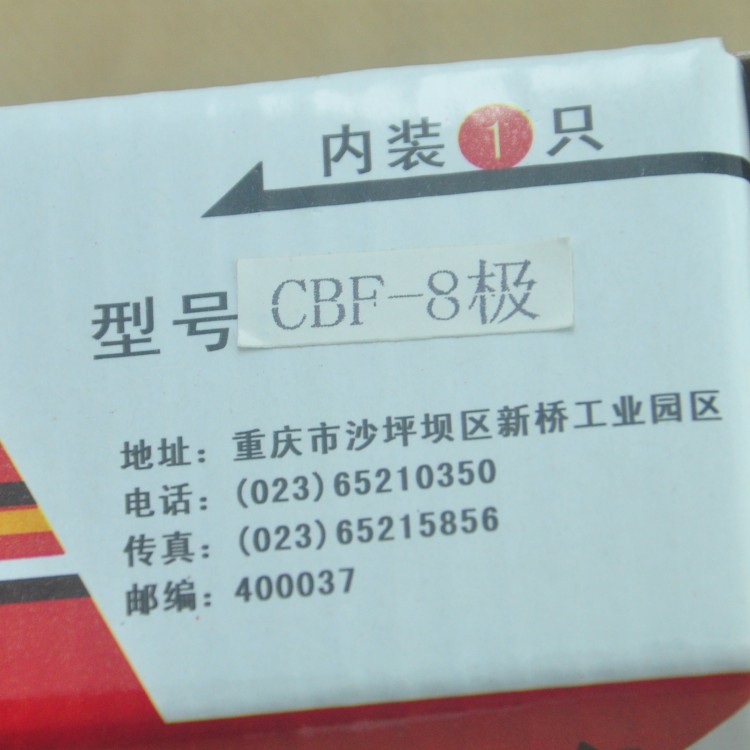 内装1只
型号 CBF-8极
地址：重庆市沙坪坝区新桥工业园区
电话：(023)65210350
传真：(023)65215856
邮编：400037